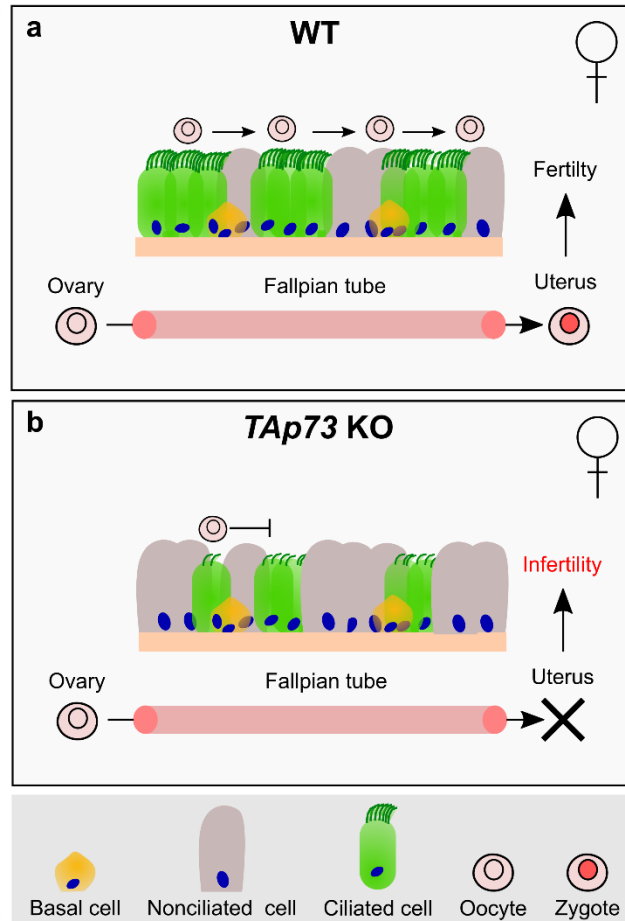 a
WT
Fertilty
Ovary
Fallpian tube
Uterus
b
TAp73 KO
Infertility
Ovary
Fallpian tube
Uterus
Basal cell
Nonciliated cell
Ciliated cell
Oocyte
Zygote